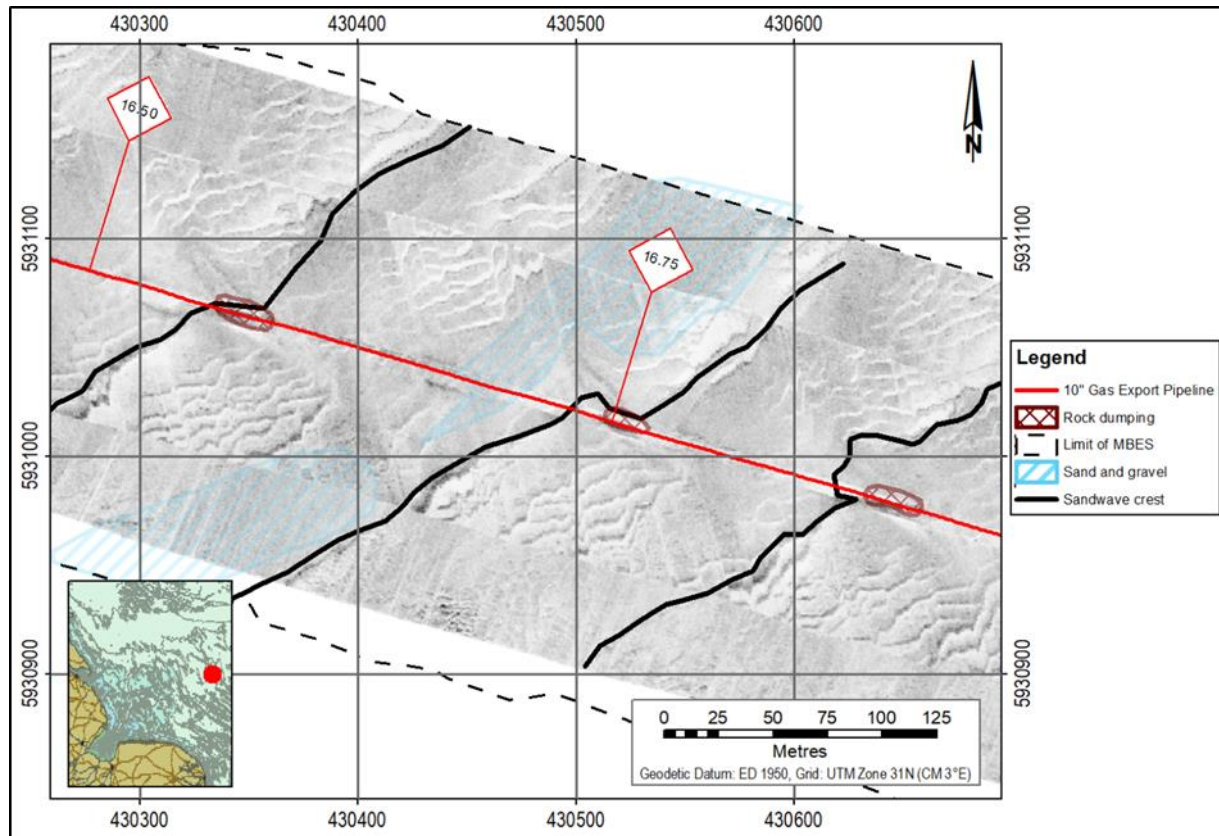 430300
430400
430500
430600
16.50
N
5931100
5931100
16.75
5931000
5931000
5930900
5930900
Legend
10" Gas Export Pipeline
Rock dumping
Limit of MBES
Sand and gravel
Sandwave crest
0 25 50 75 100 125
Metres
Geodetic Datum: ED 1950, Grid: UTM Zone 31N (CM 3°E)
430300
430400
430500
430600